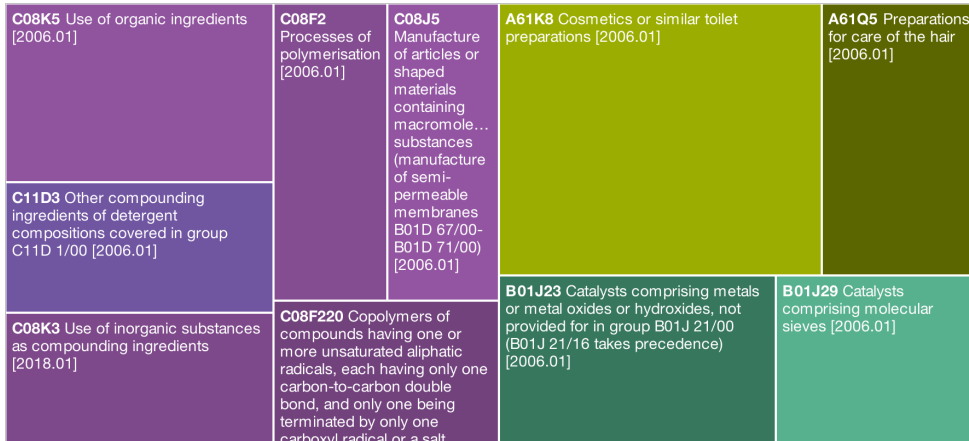 C08K5 Use of organic ingredients
[2006.01]
C11D3 Other compounding
ingredients of detergent
compositions covered in group
C11D 1/00 [2006.01]
C08K3 Use of inorganic substances
as compounding ingredients
[2018.01]
C08F2
Processes of
polymerisation
[2006.01]
C08J5
Manufacture
of articles or
shaped
materials
containing
macromole…
substances
(manufacture
of semi-
permeable
membranes
B01D 67/00-
B01D 71/00)
[2006.01]
C08F220 Copolymers of
compounds having one or
more unsaturated aliphatic
radicals, each having only one
carbon-to-carbon double
bond, and only one being
terminated by only one
carboxyl radical or a salt
A61K8 Cosmetics or similar toilet
preparations [2006.01]
A61Q5 Preparations
for care of the hair
[2006.01]
B01J23 Catalysts comprising metals
or metal oxides or hydroxides, not
provided for in group B01J 21/00
(B01J 21/16 takes precedence)
[2006.01]
B01J29 Catalysts
comprising molecular
sieves [2006.01]